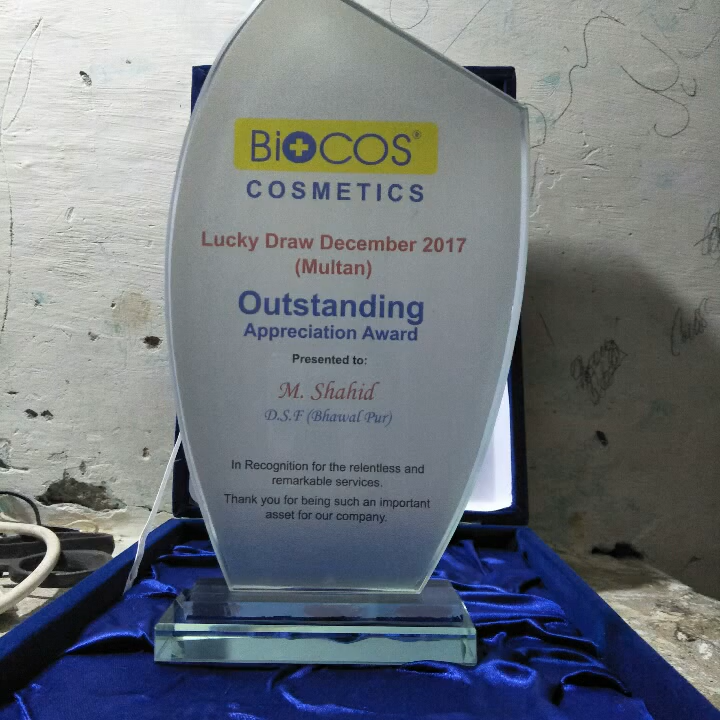 BiOCOS®
COSMETICS
Lucky Draw December 2017
(Multan)
Outstanding
Appreciation Award
Presented to:
M. Shahid
D.S.F (Bhawal Pur)
In Recognition for the relentless and
remarkable services.
Thank you for being such an important
asset for our company.